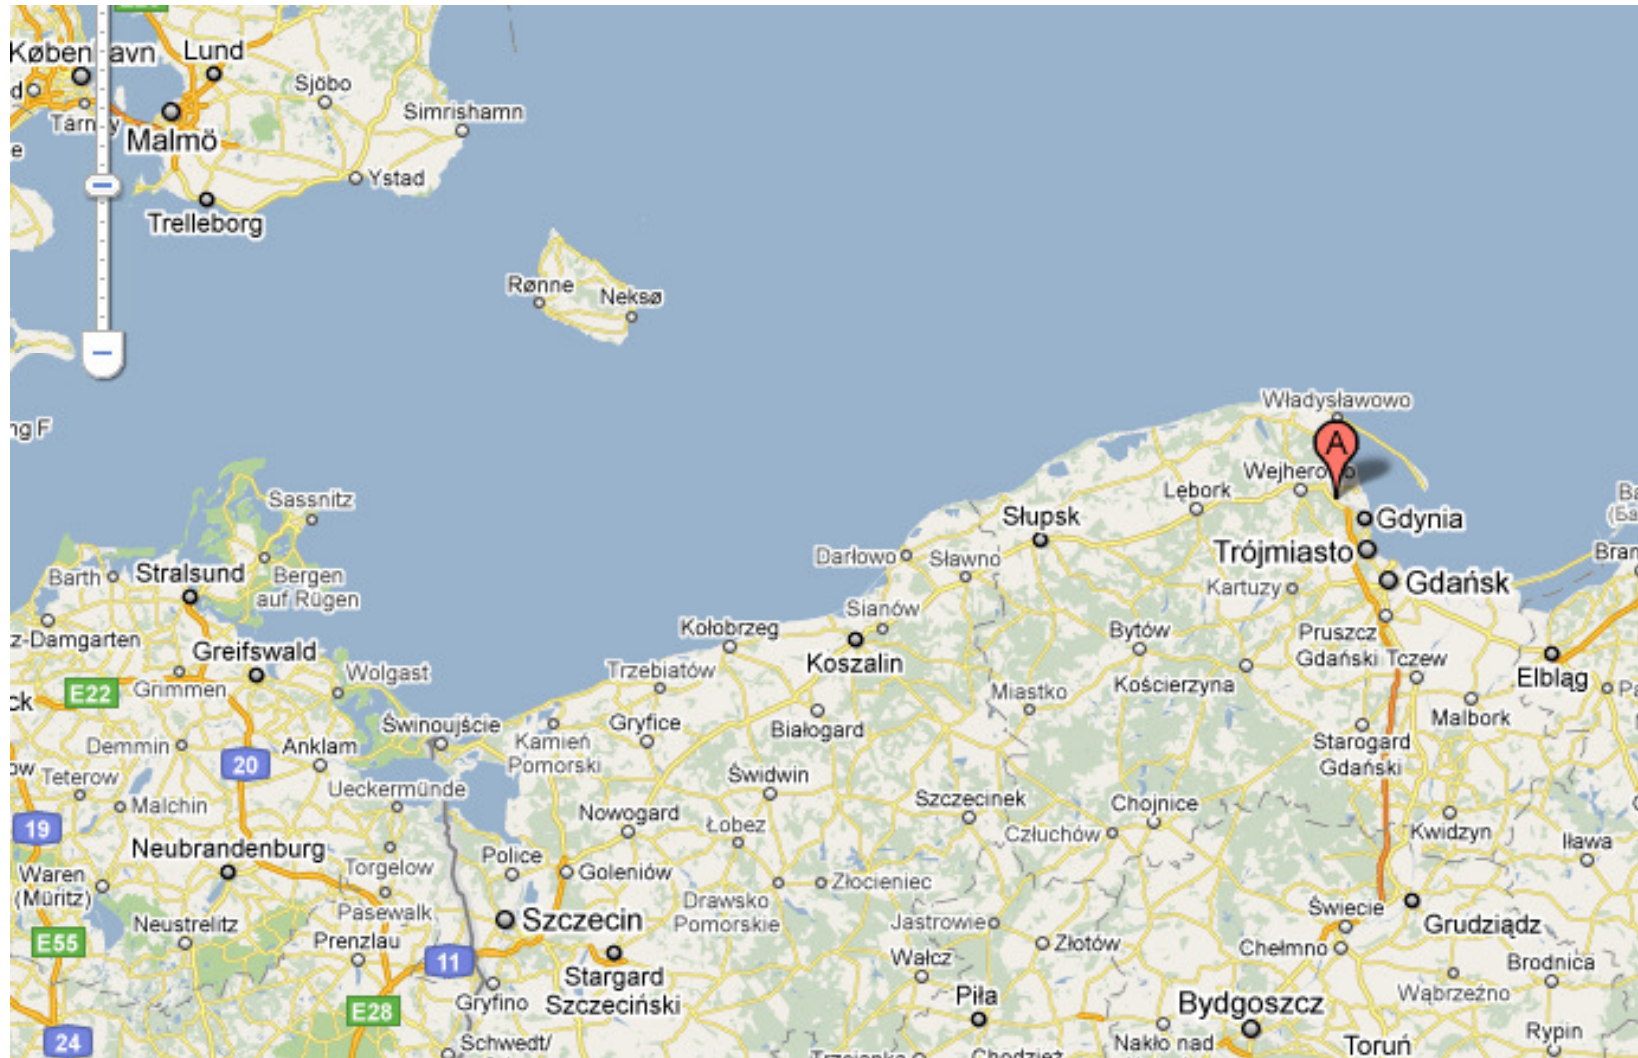 København
Lund
Sjöbo
Simrishamn
Malmö
Ystad
Trelleborg
Rønne
Neksø
Władysławowo
A
Lębork
Słupsk
Gdynia
Sassnitz
Trójmiasto
Darłowo
Sławno
Barth
Stralsund
Bergen
auf Rügen
Kartuzy
Gdańsk
Sianów
z-Damgarten
Kołobrzeg
Bytów
Pruszcz
Gdański
Tczew
Greifswald
Koszalin
Wolgast
Trzebiatów
Kościerzyna
Elbląg
E22
Grimmen
Miastko
Malbork
Świnoujście
Gryfice
Białogard
Demmin
Anklam
Kamień
Pomorski
Starogard
Gdański
20
Teterow
Ueckermünde
Świdwin
Malchin
Nowogard
Szczecinek
Chojnice
19
Łobez
Człuchów
Kwidzyn
Iława
Neubrandenburg
Police
Waren
(Müritz)
Torgelow
Goleniów
Złocieniec
Pasewalk
Drawsko
Pomorskie
Neustrelitz
Szczecin
Jastrowie
Świecie
Grudziądz
E55
Prenzlau
Złotów
Chełmno
11
Stargard
Szczeciński
Wałcz
Brodnica
Gryfino
Piła
Wąbrzeźno
E28
Bydgoszcz
24
Schwedt/
Nakło nad
Toruń
Rypin